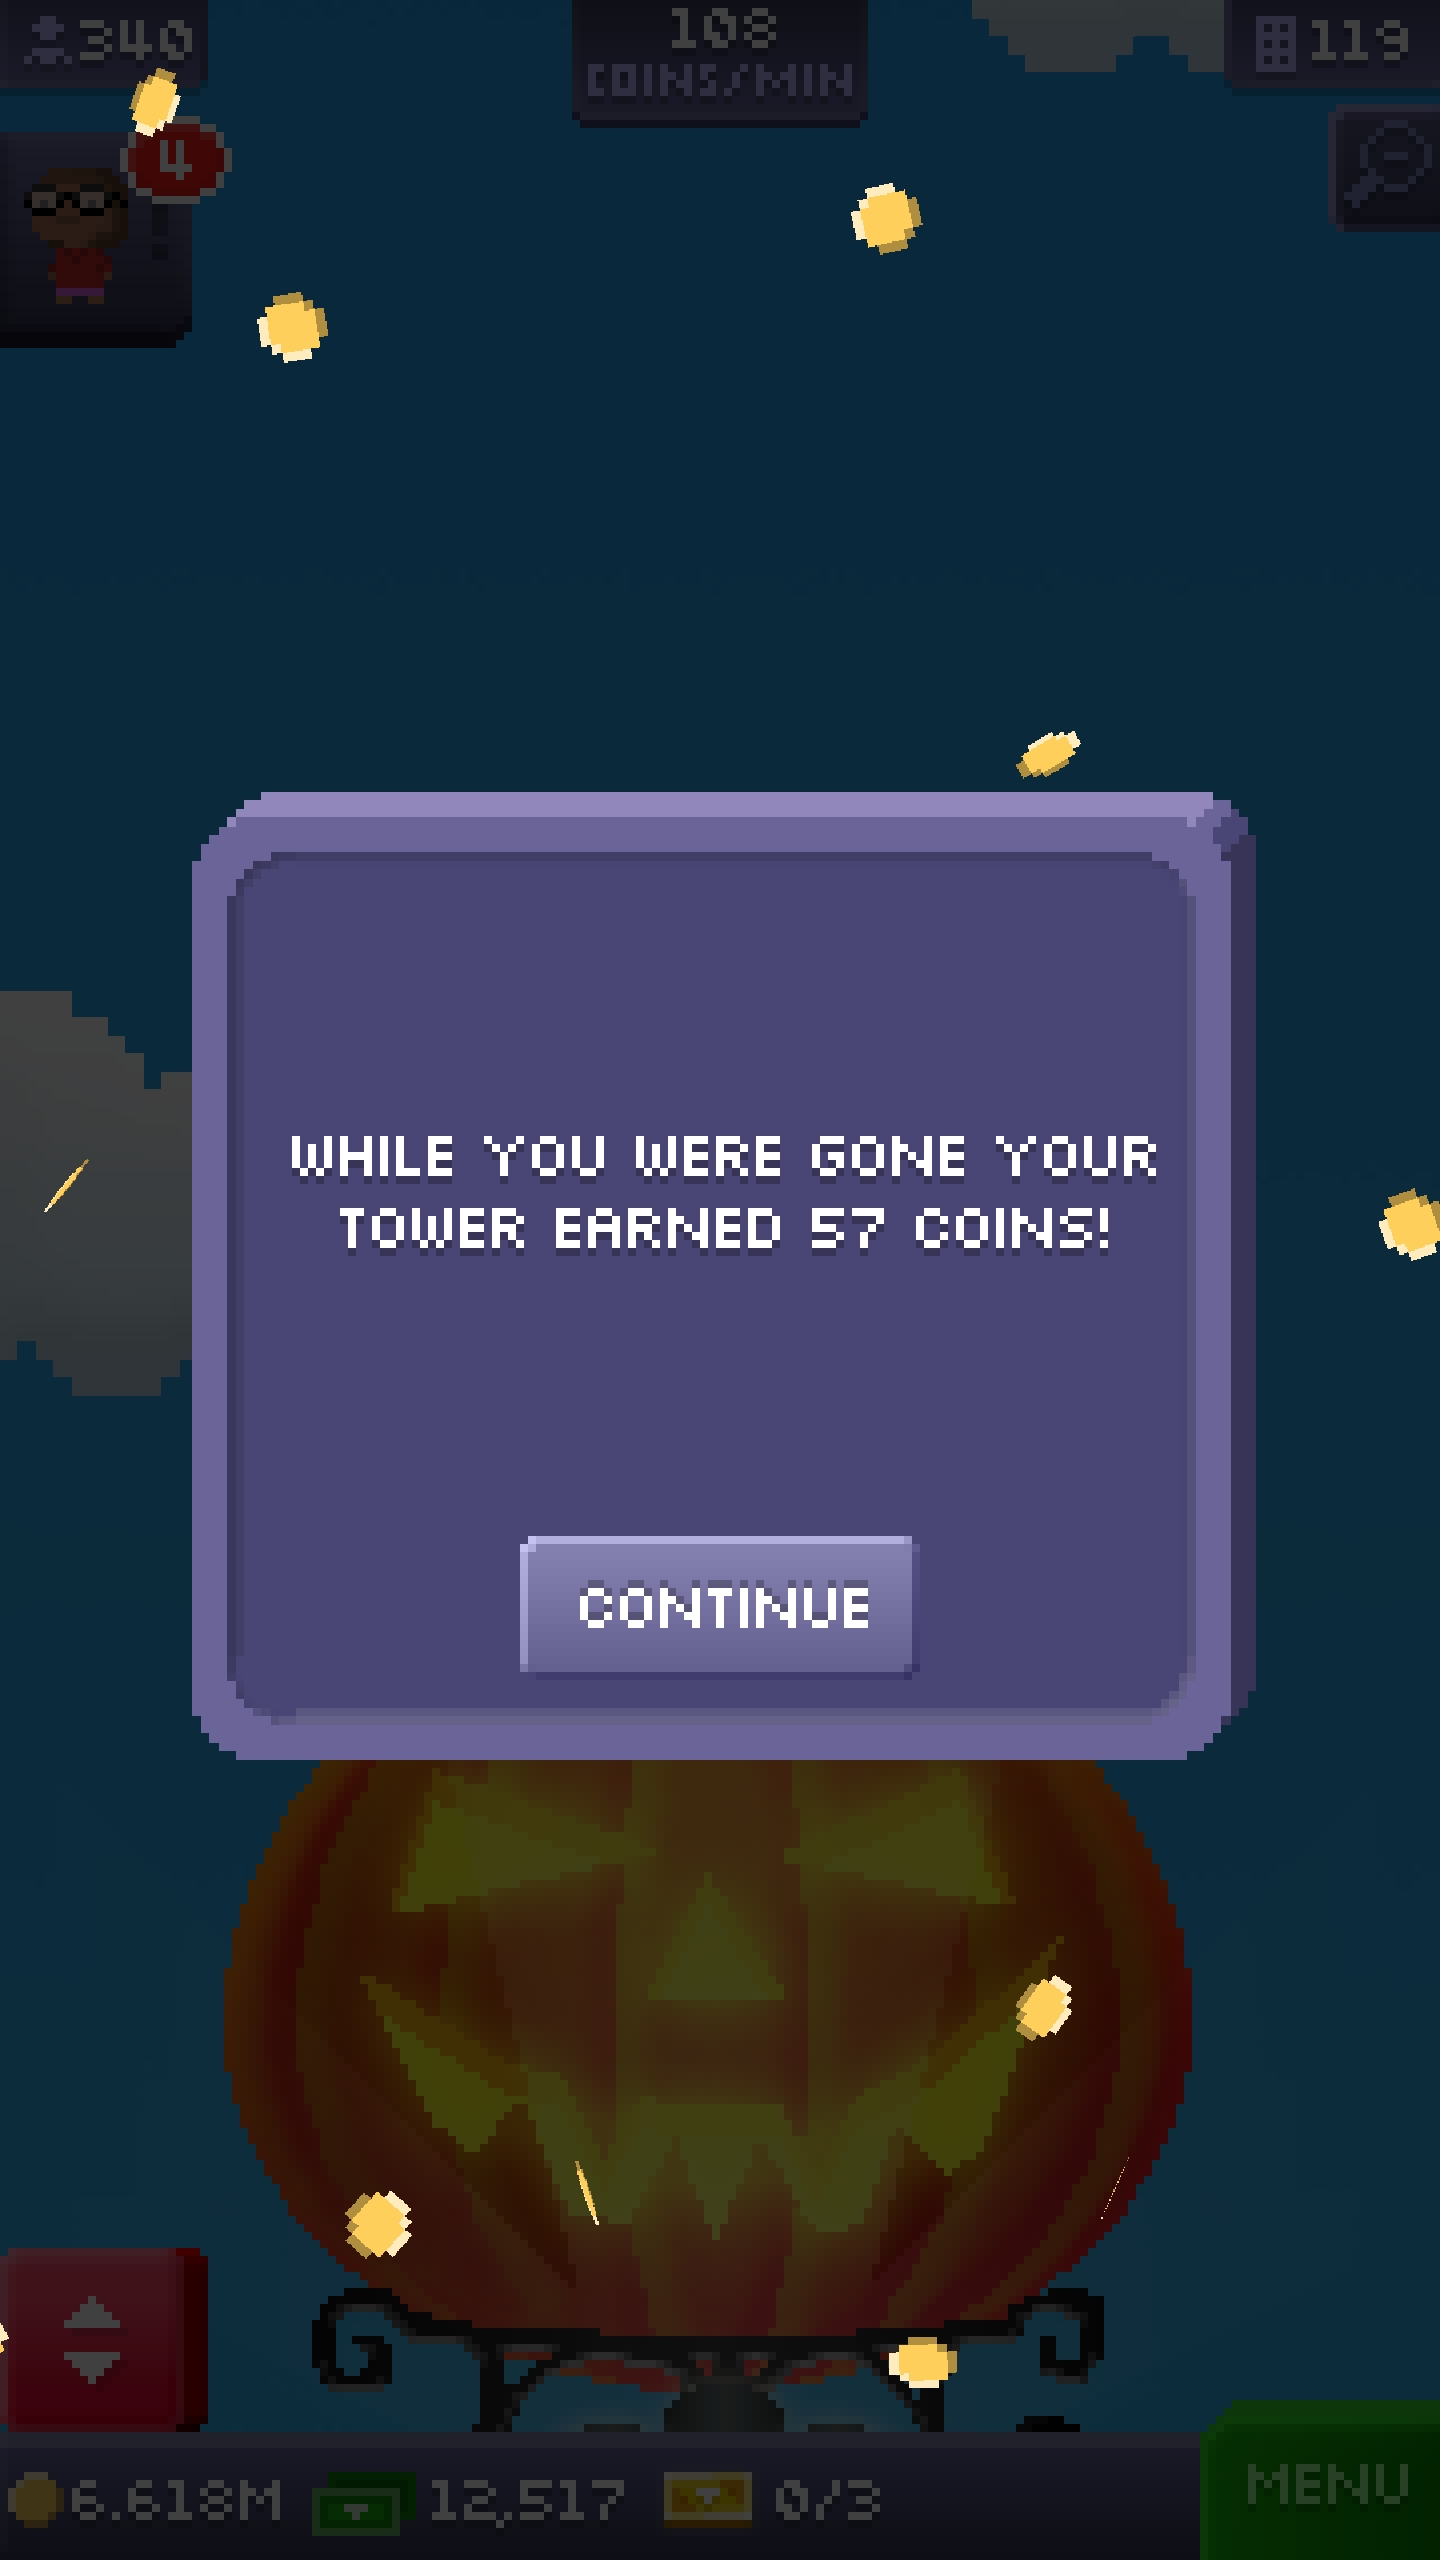 340
108
COINS/MIN
119
4
WHILE YOU WERE GONE YOUR
TOWER EARNED 57 COINS!
CONTINUE
6.618M 12,517 0/3
MENU